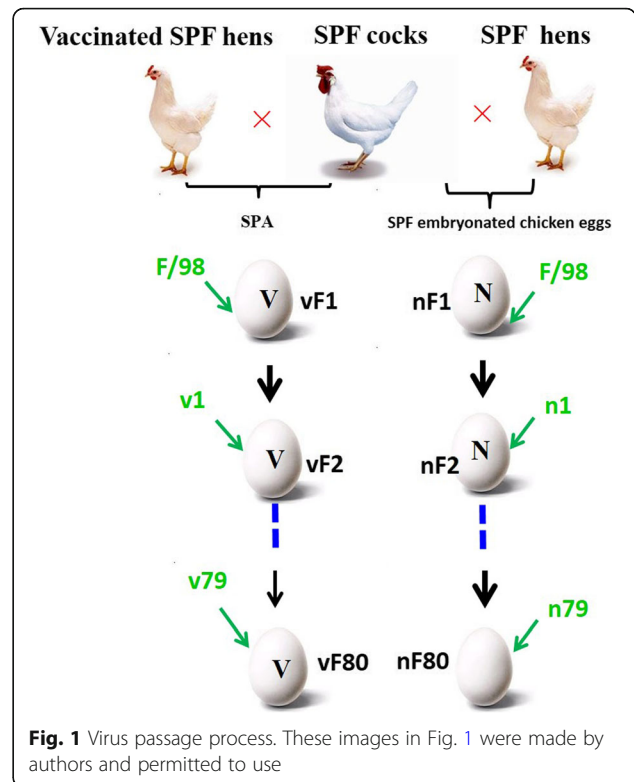 Vaccinated SPF hens SPF cocks SPF hens
× ×
SPA SPF embryonated chicken eggs
F/98 V vF1 nF1 N F/98
v1 V vF2 nF2 N n1
v79 V vF80 nF80 n79
Fig. 1 Virus passage process. These images in Fig. 1 were made by
authors and permitted to use